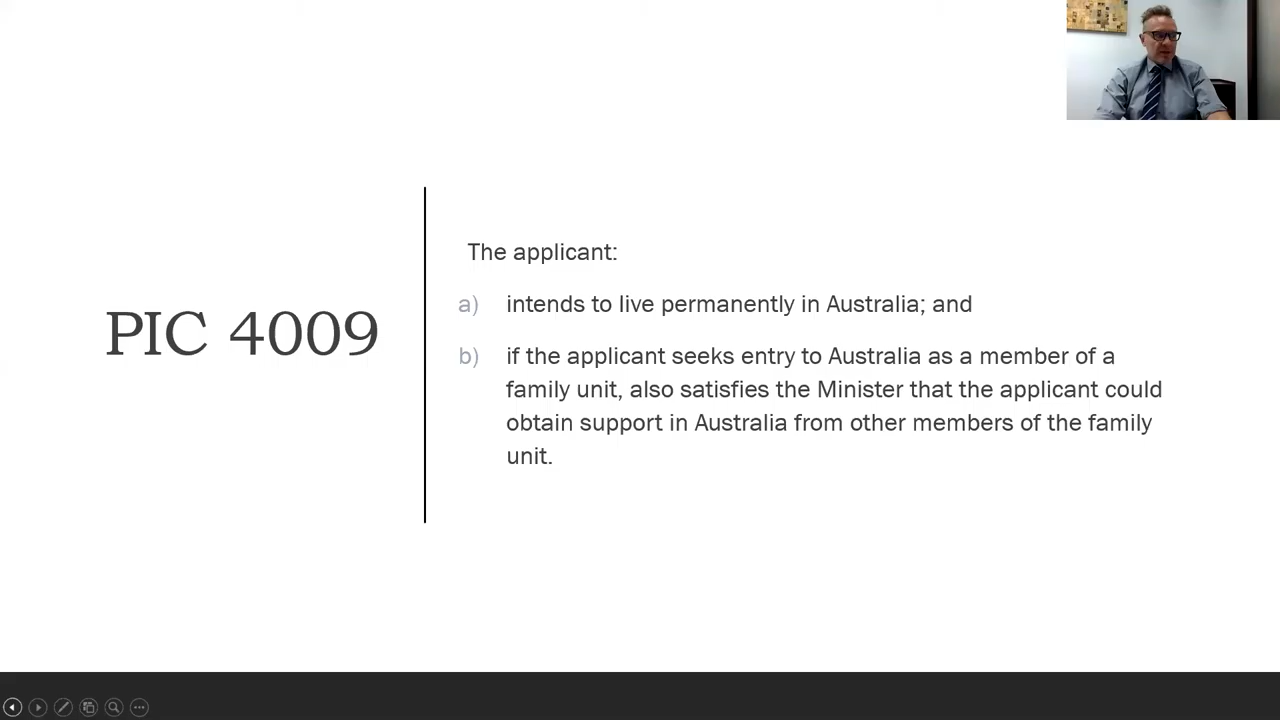 PIC 4009
The applicant:
a) intends to live permanently in Australia; and
b) if the applicant seeks entry to Australia as a member of a
family unit, also satisfies the Minister that the applicant could
obtain support in Australia from other members of the family
unit.